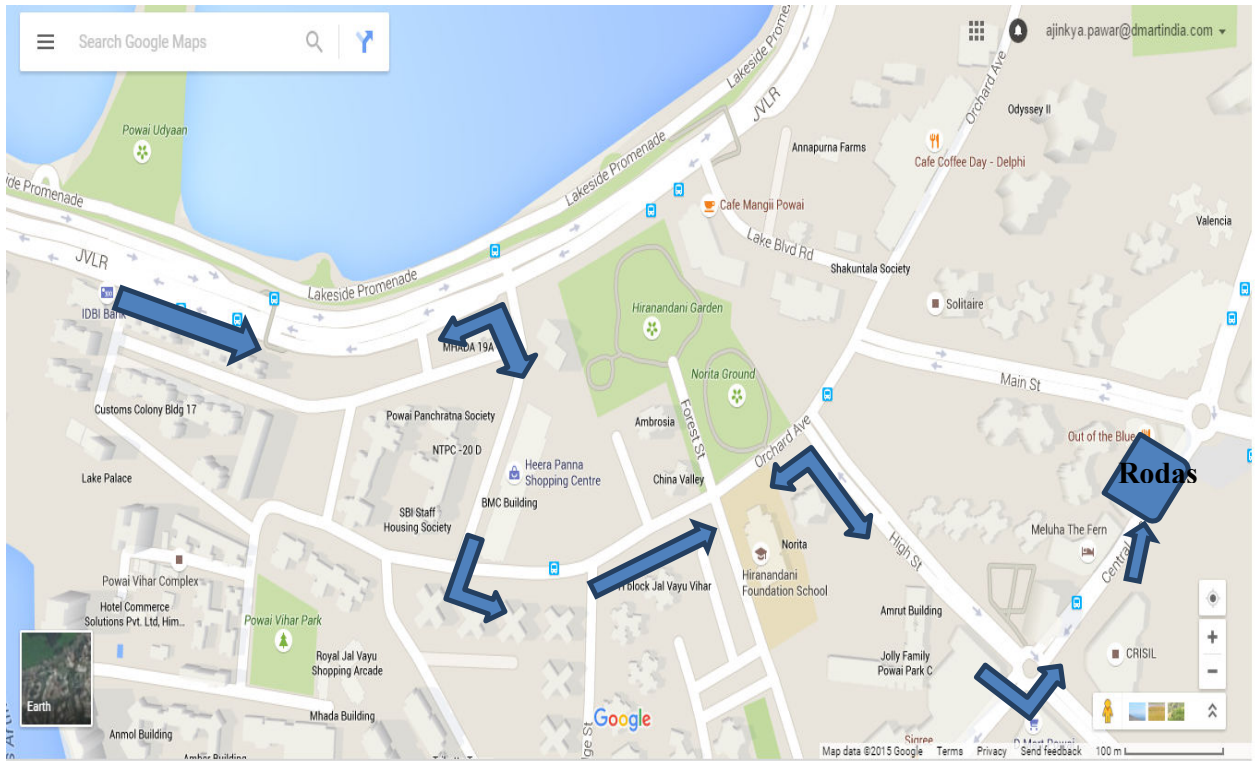 Search Google Maps
ajinkya.pawar@dmartindia.com
Lakeside Promenade
JVLR
Orchard Ave
Odyssey II
Powai Udyaan
Annapurna Farms
Cafe Coffee Day - Delphi
Lakeside Promenade
Promenade
Cafe Mangii Powai
Valencia
Lake Blvd Rd
JVLR
Shakuntala Society
Lakeside Promenade
IDBI Bank
Hiranandani Garden
Solitaire
MHADA 19A
Norita Ground
Main St
Customs Colony Bldg 17
Powai Panchratna Society
Ambrosia
Forest St
Orchard Ave
Out of the Blue
NTPC -20 D
Rodas
Lake Palace
Heera Panna
Shopping Centre
China Valley
BMC Building
SBI Staff
Housing Society
Meluha The Fern
High St
Norita
Central
Powai Vihar Complex
Hiranandani
Foundation School
block Jal Vayu Vihar
Hotel Commerce
Solutions Pvt. Ltd, Him...
Powai Vihar Park
Amrut Building
Royal Jal Vayu
Shopping Arcade
Jolly Family
Powai Park C
CRISIL
Earth
Mhada Building
Google
Anmol Building
Sigree
D Mart Powai
Map data ©2015 Google Terms Privacy Send feedback 100 m